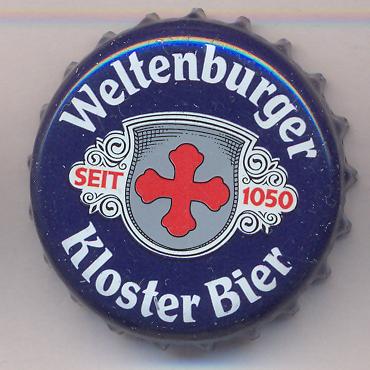 Weltenburger
SEIT 1050
Kloster Bier